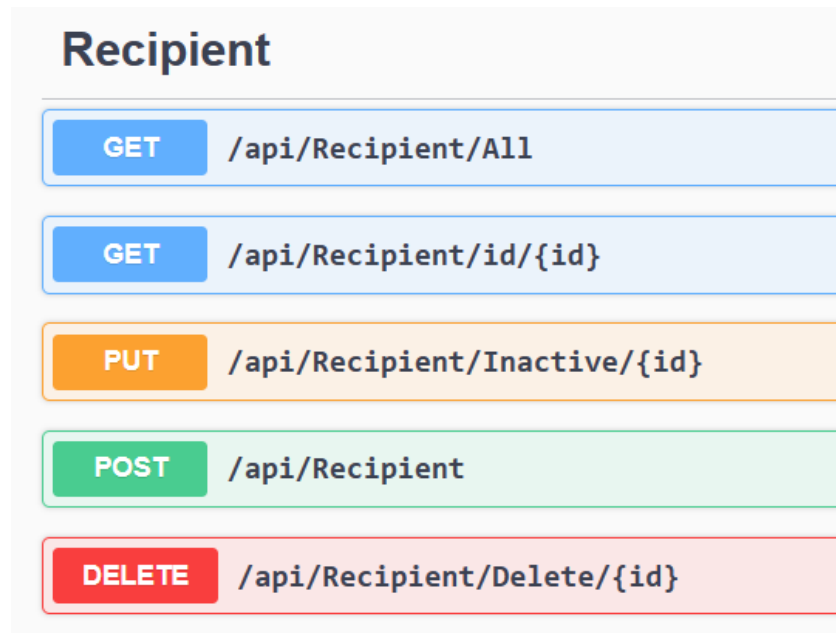 Recipient
GET /api/Recipient/All
GET /api/Recipient/id/{id}
PUT /api/Recipient/Inactive/{id}
POST /api/Recipient
DELETE /api/Recipient/Delete/{id}